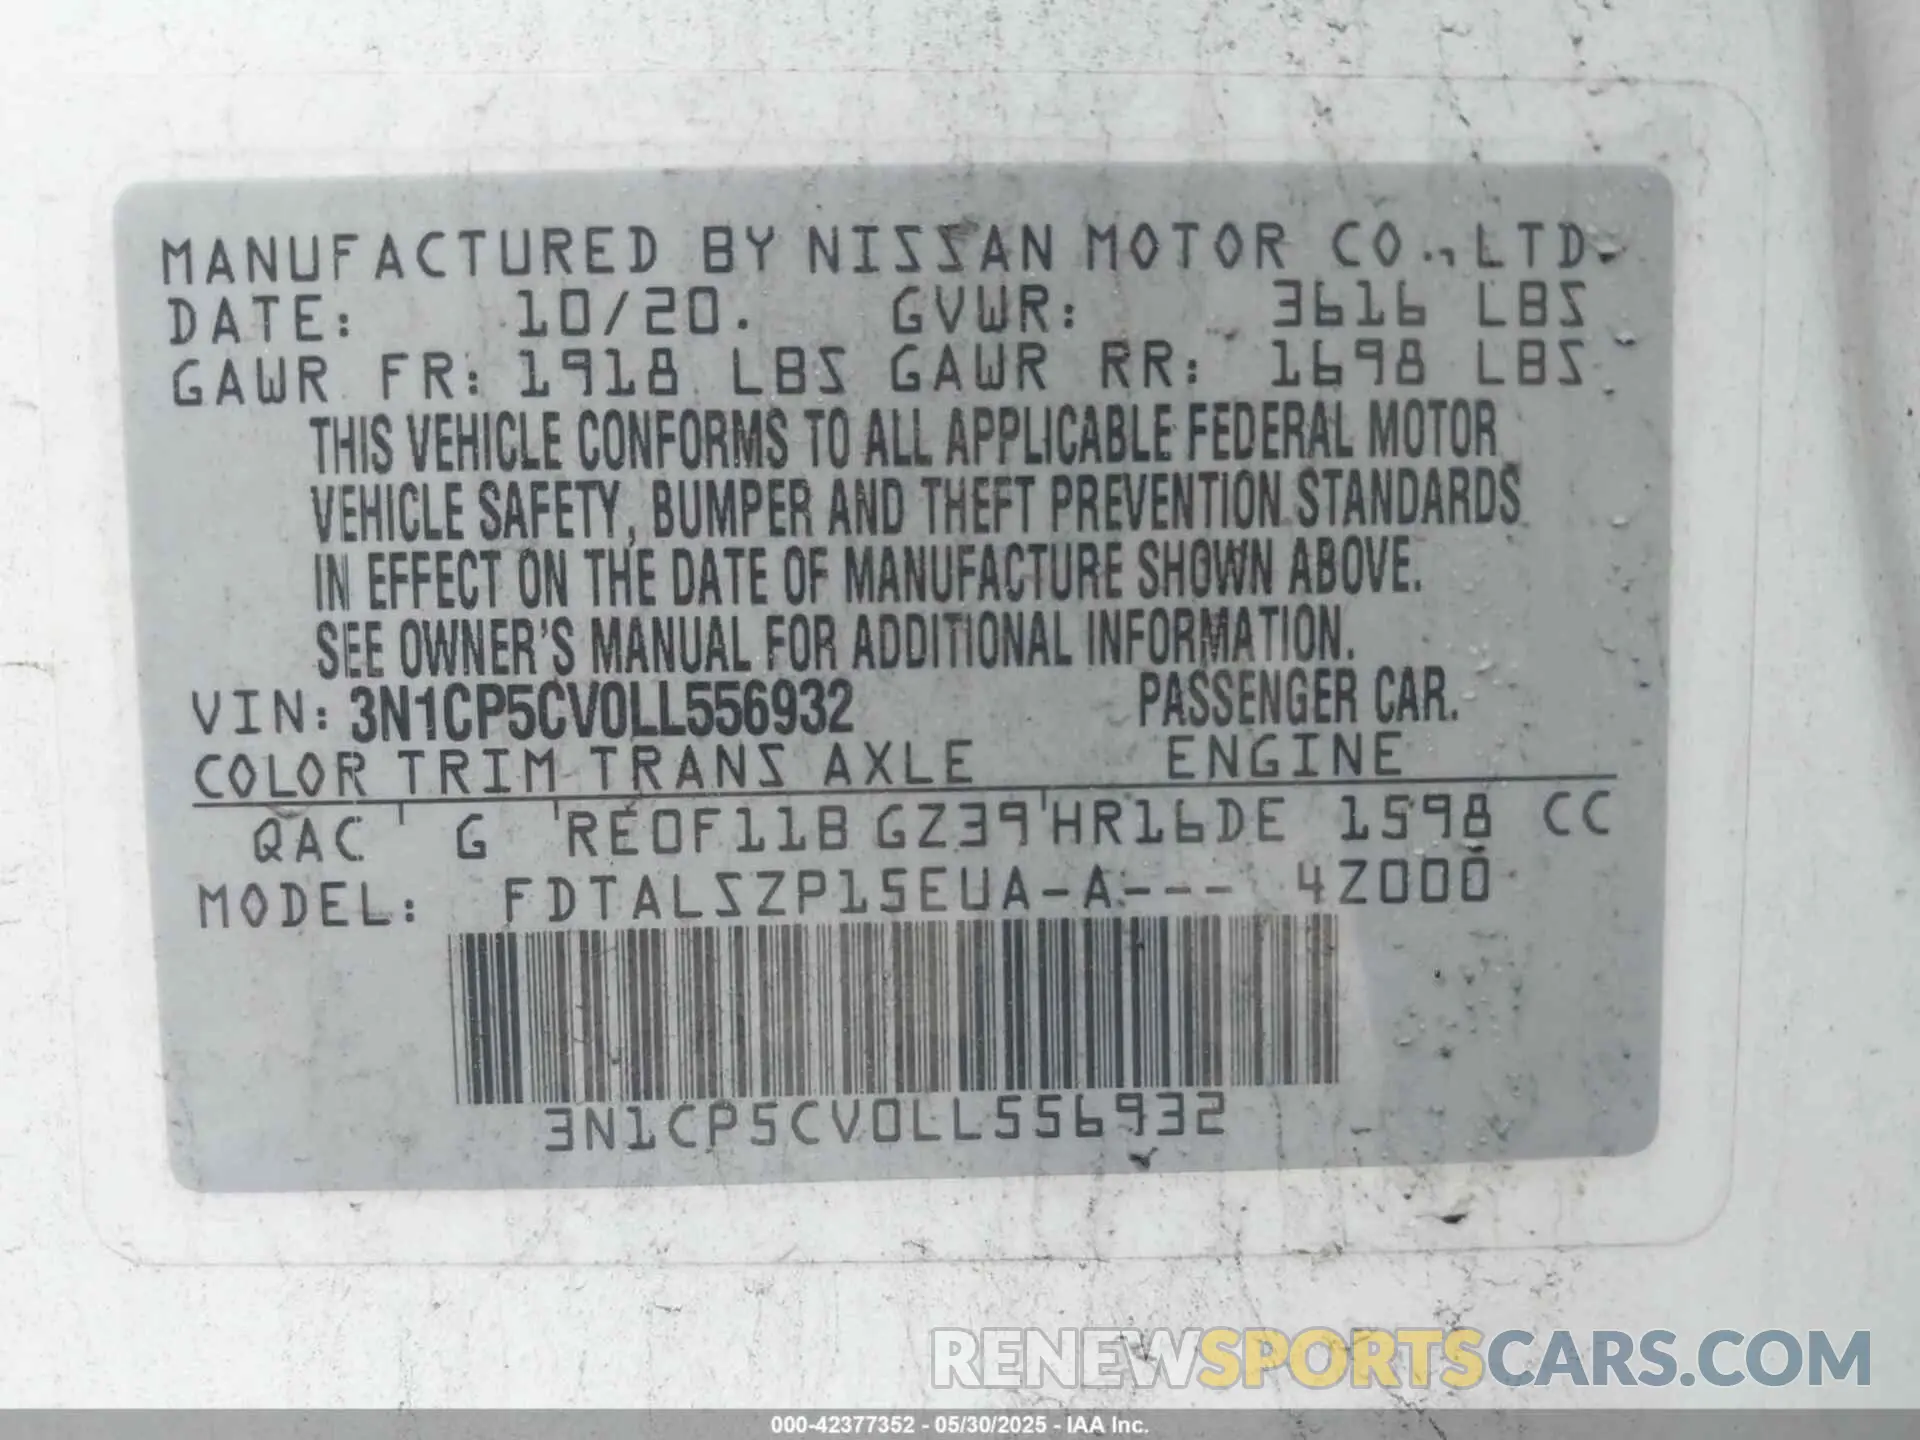 MANUFACTURED BY NISSAN MOTOR CO., LTD.
DATE: 10/20. GVWR: 3616 LBS
GAWR FR: 1918 LBS GAWR RR: 1698 LBS
THIS VEHICLE CONFORMS TO ALL APPLICABLE FEDERAL MOTOR
VEHICLE SAFETY, BUMPER AND THEFT PREVENTION STANDARDS
IN EFFECT ON THE DATE OF MANUFACTURE SHOWN ABOVE.
SEE OWNER'S MANUAL FOR ADDITIONAL INFORMATION.
VIN: 3N1CP5CV0LL556932 PASSENGER CAR.
COLOR TRIM TRANS AXLE ENGINE
QAC G RE0F11B GZ39 HR16DE 1598 CC
MODEL: FDTALSZP15EUA-A--- 4Z000
3N1CP5CV0LL556932
RENEWSPORTSCARS.COM
000-42377352 - 05/30/2025 - IAA Inc.